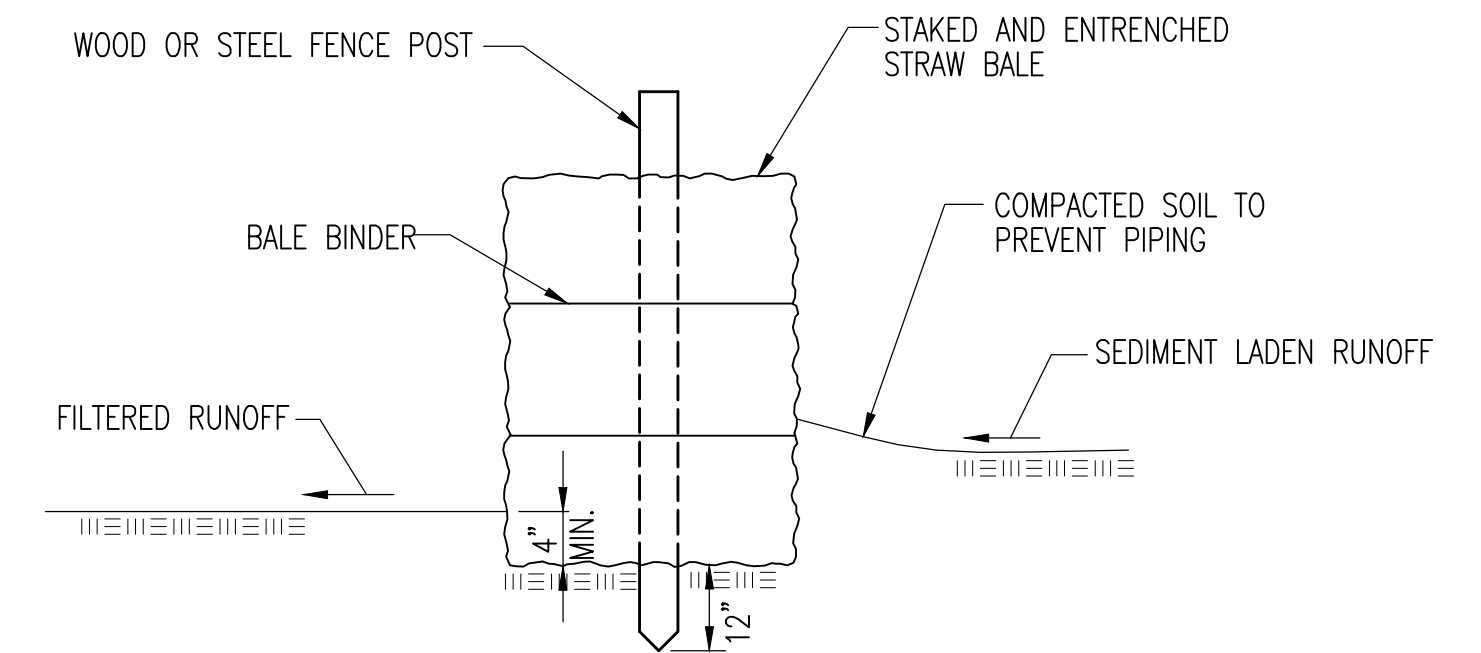 WOOD OR STEEL FENCE POST
STAKED AND ENTRENCHED
STRAW BALE
BALE BINDER
COMPACTED SOIL TO
PREVENT PIPING
SEDIMENT LADEN RUNOFF
FILTERED RUNOFF
4"
MIN.
12"